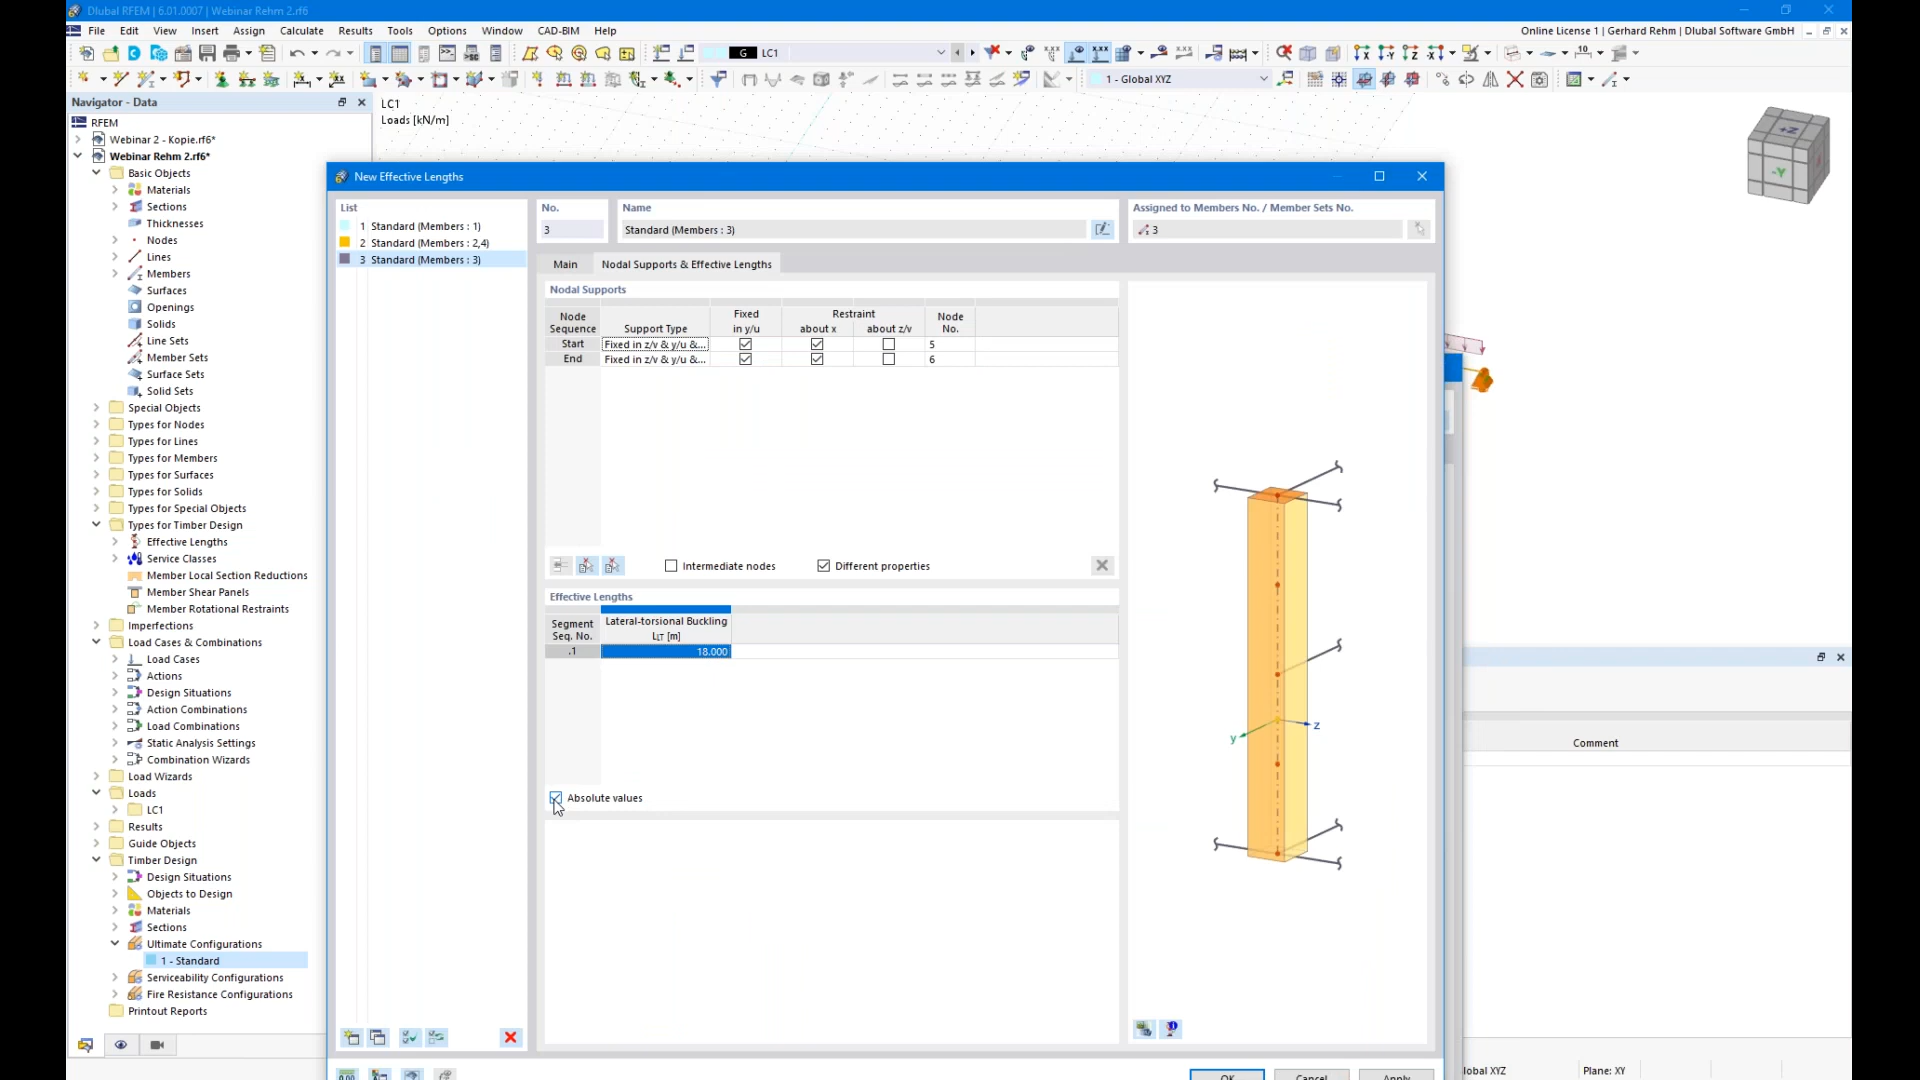 Dlubal RFEM | 6.01.0007 | Webinar Rehm 2.rf6
File Edit View Insert Assign Calculate Results Tools Options Window CAD-BIM Help
Online License 1 | Gerhard Rehm | Dlubal Software GmbH
G LC1
1 - Global XYZ
Navigator - Data
RFEM
Webinar 2 - Kopie.rf6*
Webinar Rehm 2.rf6*
Basic Objects
Materials
Sections
Thicknesses
Nodes
Lines
Members
Surfaces
Openings
Solids
Line Sets
Member Sets
Surface Sets
Solid Sets
Special Objects
Types for Nodes
Types for Lines
Types for Members
Types for Surfaces
Types for Solids
Types for Special Objects
Types for Timber Design
Effective Lengths
Service Classes
Member Local Section Reductions
Member Shear Panels
Member Rotational Restraints
Imperfections
Load Cases & Combinations
Load Cases
Actions
Design Situations
Action Combinations
Load Combinations
Static Analysis Settings
Combination Wizards
Load Wizards
Loads
LC1
Results
Guide Objects
Timber Design
Design Situations
Objects to Design
Materials
Sections
Ultimate Configurations
1 - Standard
Serviceability Configurations
Fire Resistance Configurations
Printout Reports
LC1
Loads [kN/m]
+Z
-Y
New Effective Lengths
List
1 Standard (Members : 1)
2 Standard (Members : 2,4)
3 Standard (Members : 3)
No.
3
Name
Standard (Members : 3)
Assigned to Members No. / Member Sets No.
3
Main
Nodal Supports & Effective Lengths
Nodal Supports
Node Sequence
Support Type
Fixed in y/u
Restraint
about x
about z/v
Node No.
Start Fixed in z/v & y/u &... 5
End Fixed in z/v & y/u &... 6
Intermediate nodes
Different properties
Effective Lengths
Segment Seq. No.
Lateral-torsional Buckling
LLT [m]
.1 18.000
Absolute values
y
z
OK
Cancel
Apply
Comment
lobal XYZ
Plane: XY